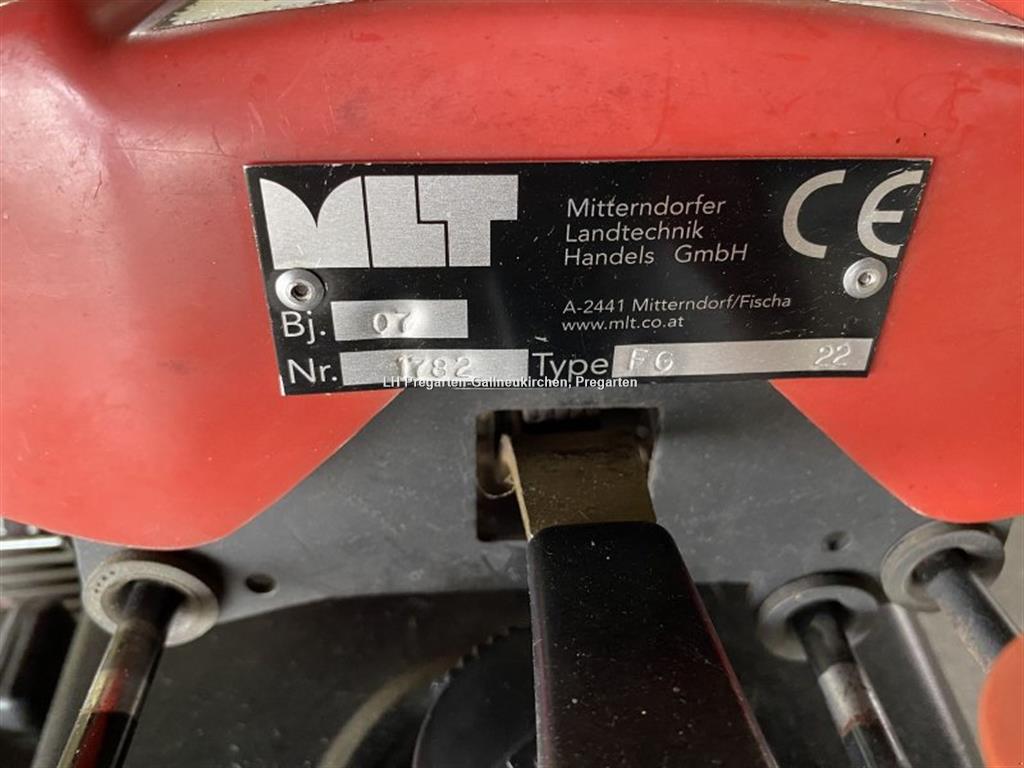 MLT
Mitterndorfer
Landtechnik
Handels GmbH
CE
A-2441 Mitterndorf/Fischa
www.mlt.co.at
Bj. 07
Nr. 1782 Type FG 22
LH Pregarten-Gallneukirchen, Pregarten